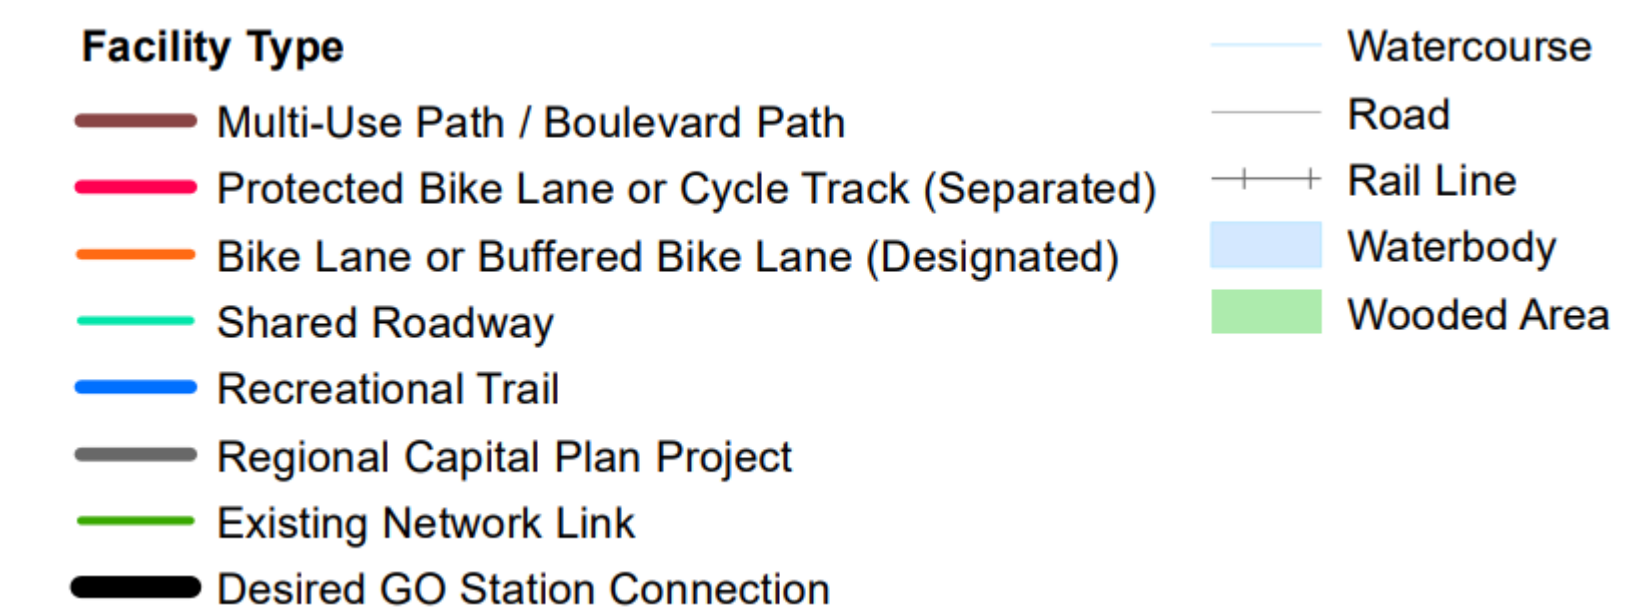 Facility Type
Multi-Use Path / Boulevard Path
Protected Bike Lane or Cycle Track (Separated)
Bike Lane or Buffered Bike Lane (Designated)
Shared Roadway
Recreational Trail
Regional Capital Plan Project
Existing Network Link
Desired GO Station Connection
Watercourse
Road
Rail Line
Waterbody
Wooded Area